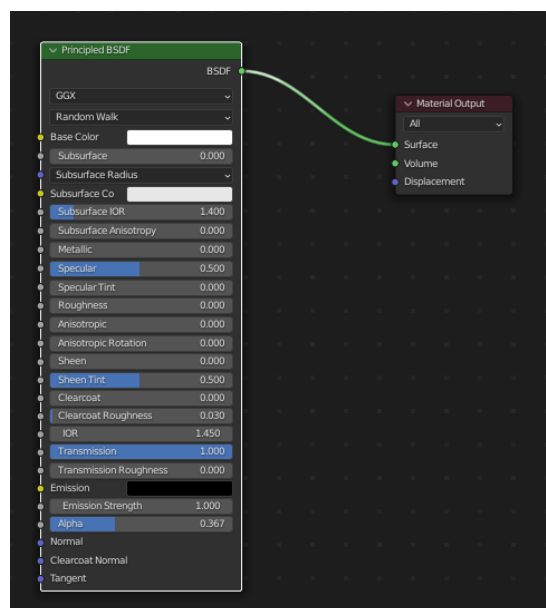 Principled BSDF
BSDF
GGX
Random Walk
Base Color
Subsurface 0.000
Subsurface Radius
Subsurface Co
Subsurface IOR 1.400
Subsurface Anisotropy 0.000
Metallic 0.000
Specular 0.500
Specular Tint 0.000
Roughness 0.000
Anisotropic 0.000
Anisotropic Rotation 0.000
Sheen 0.000
Sheen Tint 0.500
Clearcoat 0.000
Clearcoat Roughness 0.030
IOR 1.450
Transmission 1.000
Transmission Roughness 0.000
Emission
Emission Strength 1.000
Alpha 0.367
Normal
Clearcoat Normal
Tangent
Material Output
All
Surface
Volume
Displacement